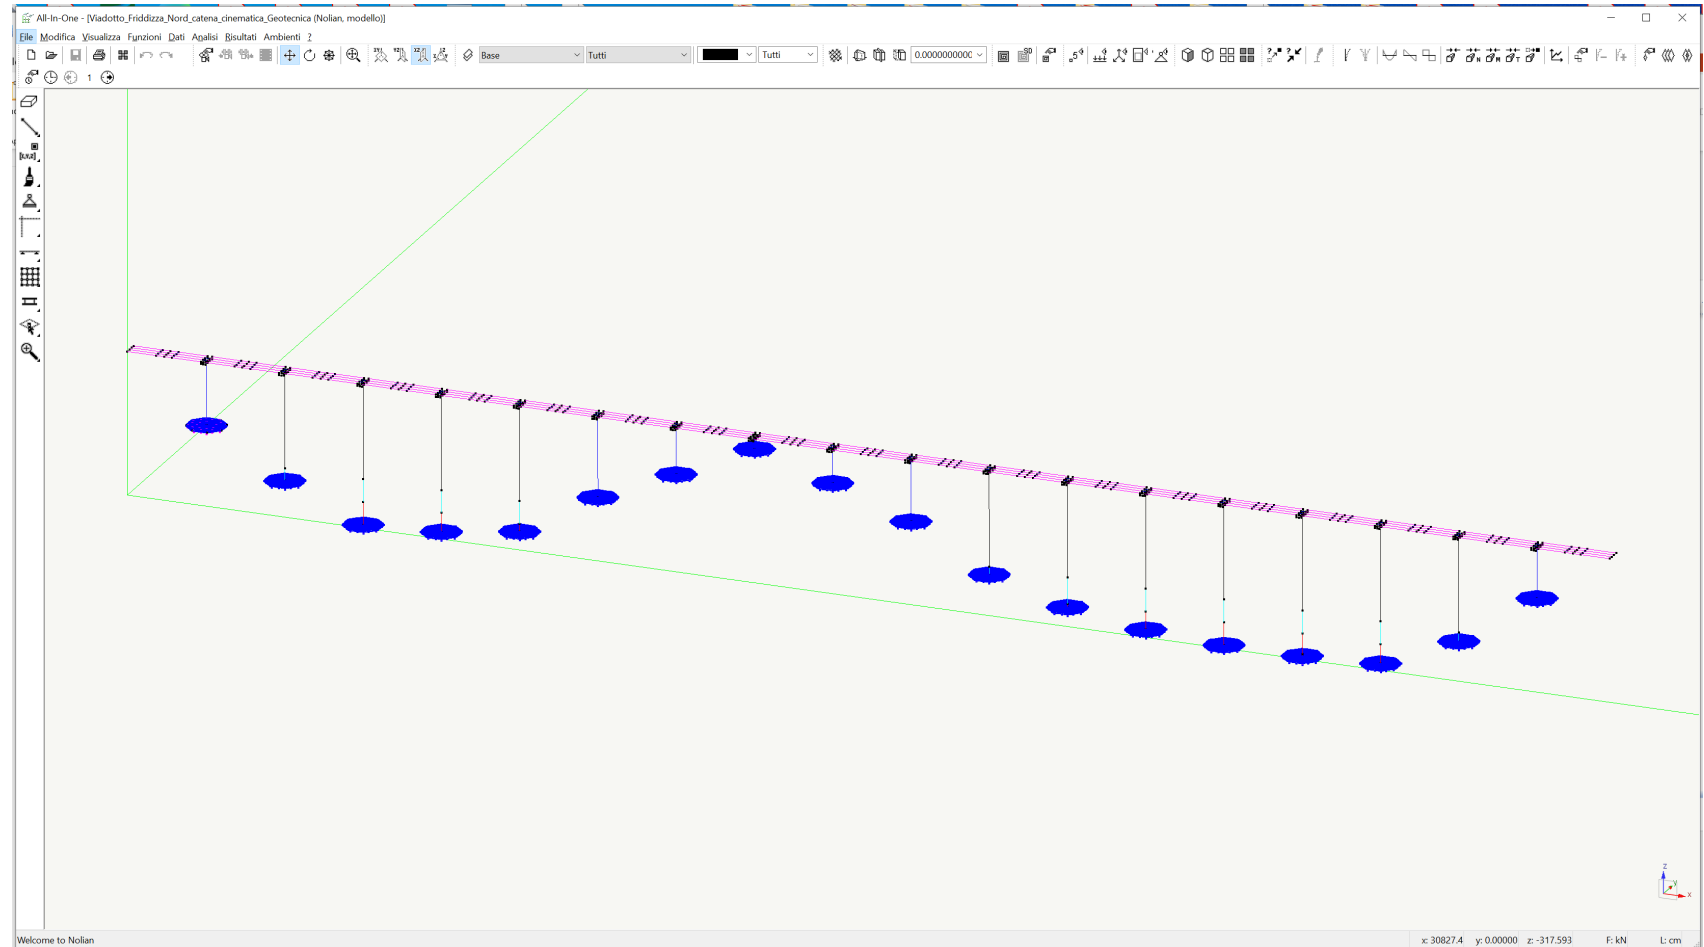 All-In-One - [Viadotto_Friddizza_Nord_catena_cinematica_Geotecnica (Nolian, modello)]
File Modifica Visualizza Funzioni Dati Analisi Risultati Ambienti ?
Base Tutti Tutti 0.0000000000
1
z
y
x
Welcome to Nolian x: 30827.4 y: 0.00000 z: -317.593 F: kN L: cm